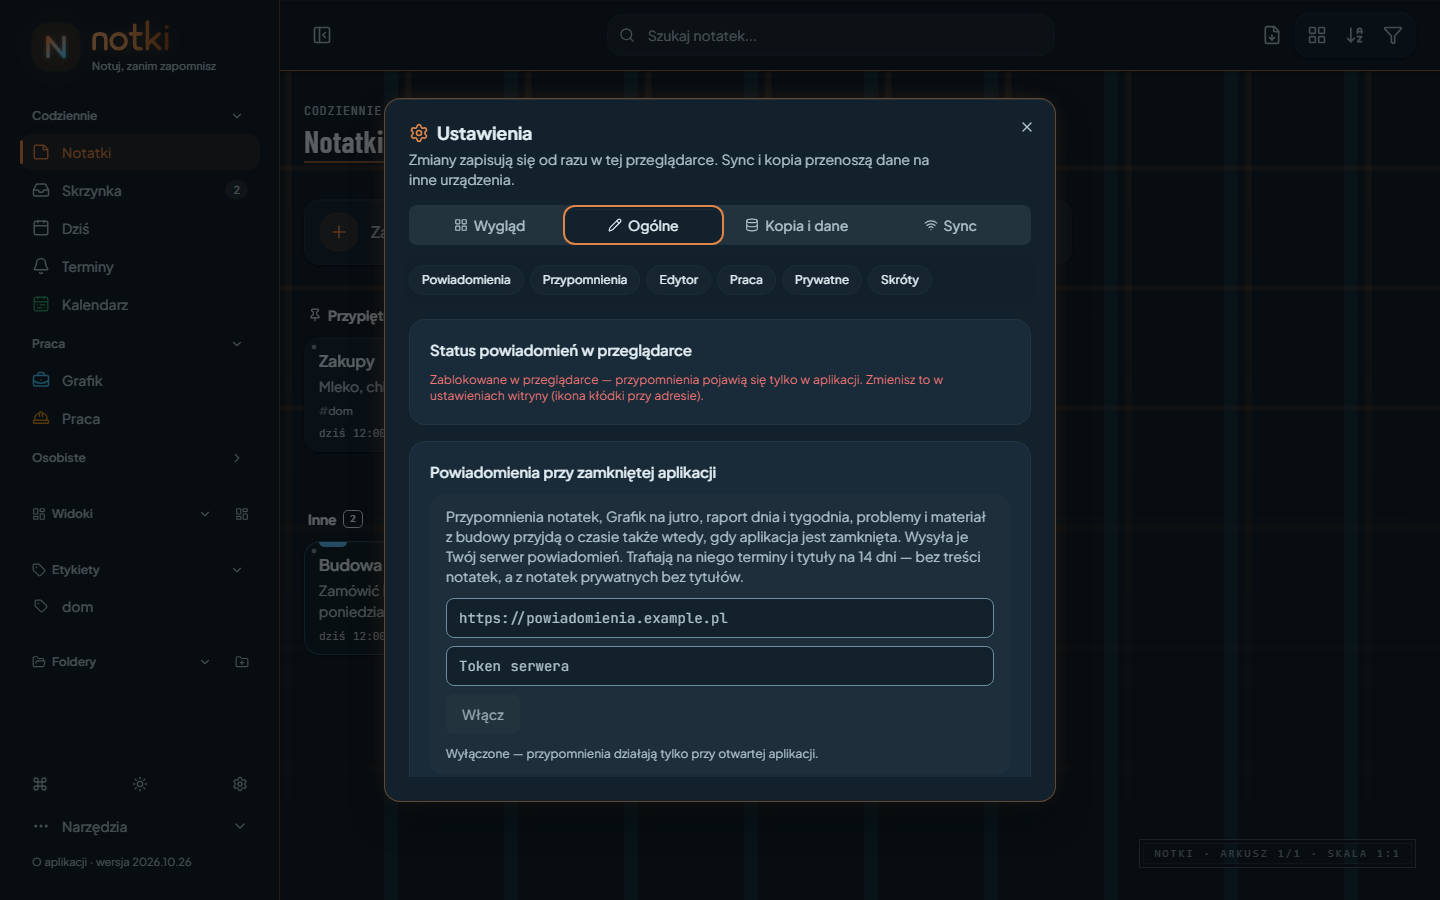 notki
Notuj, zanim zapomnisz
Codziennie
Notatki
Skrzynka
2
Dziś
Terminy
Kalendarz
Praca
Grafik
Praca
Osobiste
Widoki
Etykiety
dom
Foldery
Narzędzia
O aplikacji · wersja 2026.10.26
Szukaj notatek...
CODZIENNIE
Notatki
Przypięt
Zakupy
Mleko, ch
#dom
dziś 12:00
Inne 2
Budowa
Zamówić
poniedzia
dziś 12:00
Ustawienia
Zmiany zapisują się od razu w tej przeglądarce. Sync i kopia przenoszą dane na
inne urządzenia.
Wygląd
Ogólne
Kopia i dane
Sync
Powiadomienia
Przypomnienia
Edytor
Praca
Prywatne
Skróty
Status powiadomień w przeglądarce
Zablokowane w przeglądarce — przypomnienia pojawią się tylko w aplikacji. Zmienisz to w
ustawieniach witryny (ikona kłódki przy adresie).
Powiadomienia przy zamkniętej aplikacji
Przypomnienia notatek, Grafik na jutro, raport dnia i tygodnia, problemy i materiał
z budowy przyjdą o czasie także wtedy, gdy aplikacja jest zamknięta. Wysyła je
Twój serwer powiadomień. Trafiają na niego terminy i tytuły na 14 dni — bez treści
notatek, a z notatek prywatnych bez tytułów.
https://powiadomienia.example.pl
Token serwera
Włącz
Wyłączone — przypomnienia działają tylko przy otwartej aplikacji.
NOTKI · ARKUSZ 1/1 · SKALA 1:1